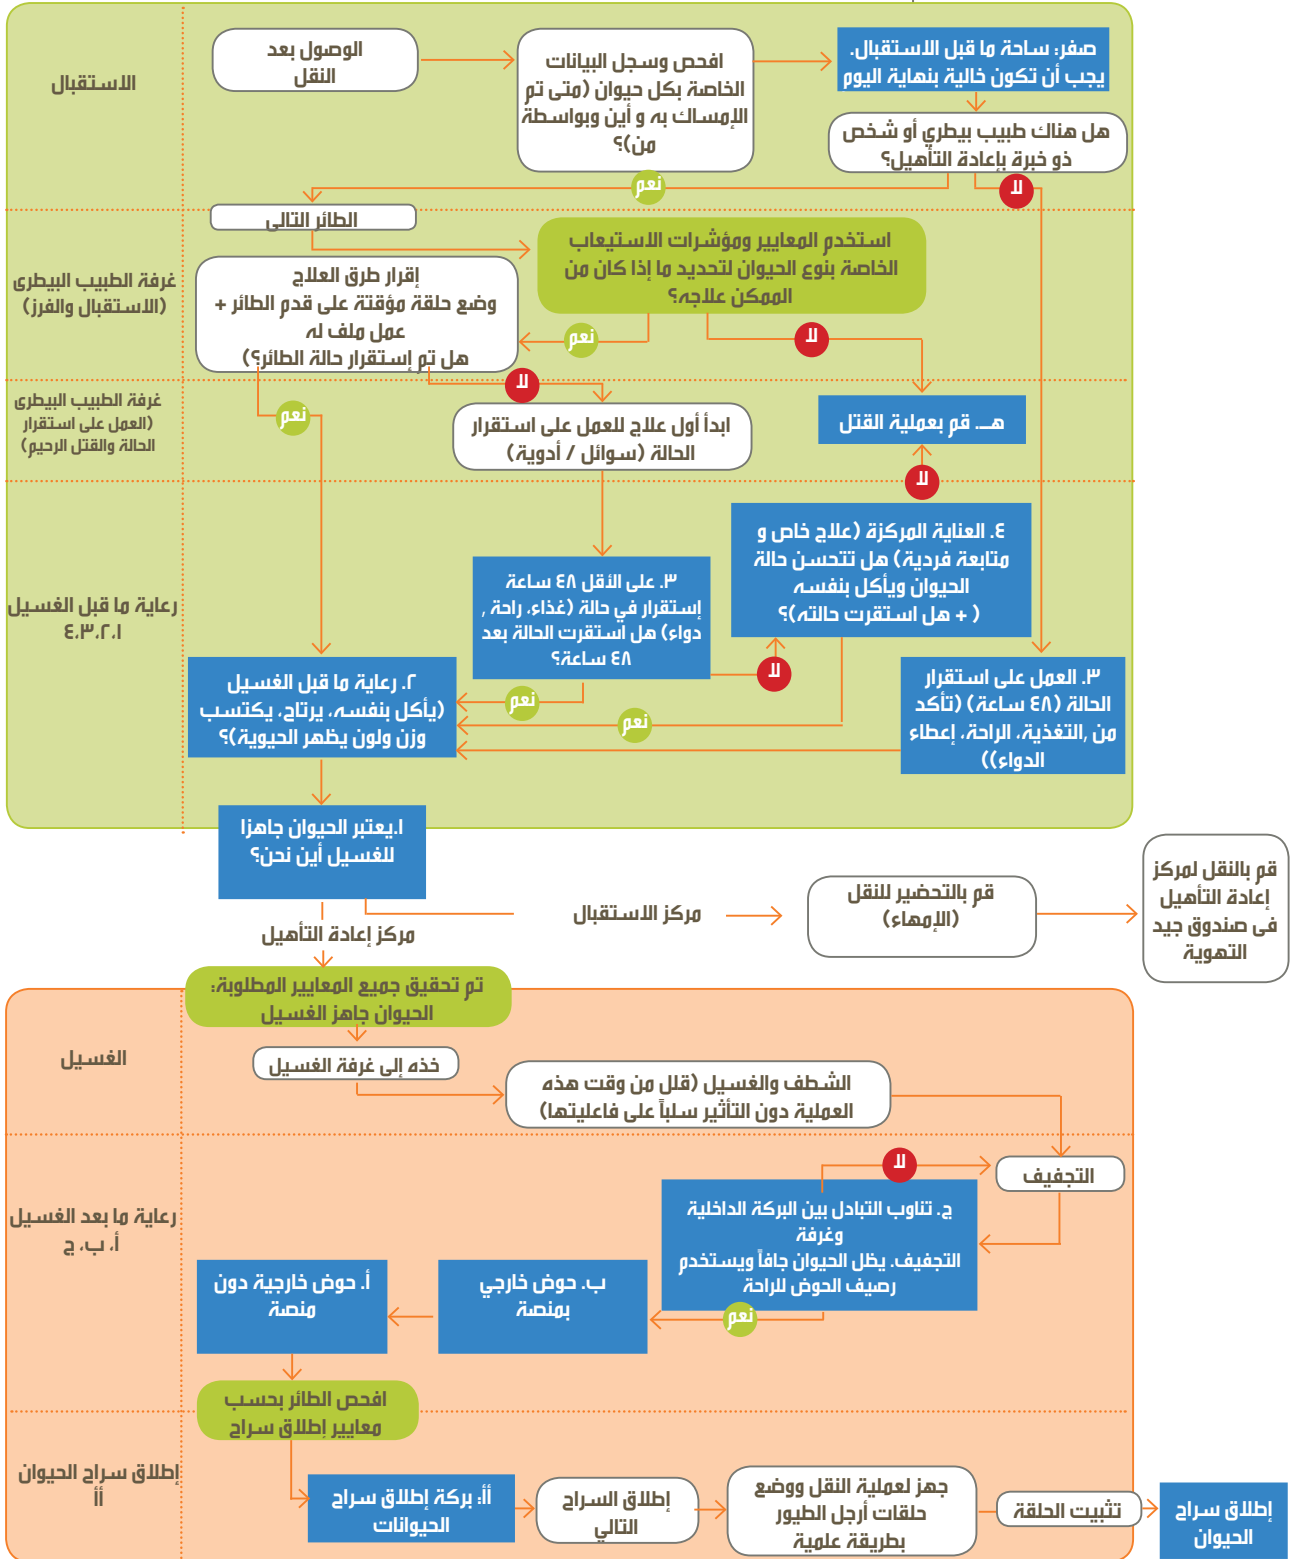 الاستقبال
الوصول بعد
النقل
افحص وسجل البيانات
الخاصة بكل حيوان (متى تم
الإمساك به و أين وبواسطة
من)؟
صفر: ساحة ما قبل الاستقبال.
يجب أن تكون خالية بنهاية اليوم
هل هناك طبيب بيطري أو شخص
ذو خبرة بإعادة التأهيل؟
نعم
لا
غرفة الطبيب البيطرى
(الاستقبال والفرز)
الطائر التالى
استخدم المعايير ومؤشرات الاستيعاب
الخاصة بنوع الحيوان لتحديد ما إذا كان من
الممكن علاجه؟
إقرار طرق العلاج
وضع حلقة مؤقتة على قدم الطائر +
عمل ملف له
هل تم إستقرار حالة الطائر؟)
نعم
لا
لا
غرفة الطبيب البيطرى
(العمل على استقرار
الحالة والقتل الرحيم)
نعم
ابدأ أول علاج للعمل على استقرار
الحالة (سوائل / أدوية)
هـ. قم بعملية القتل
لا
رعاية ما قبل الغسيل
٤،٣،٢،١
٤. العناية المركزة (علاج خاص و
متابعة فردية) هل تتحسن حالة
الحيوان ويأكل بنفسه
( + هل استقرت حالته)؟
٣. على الأقل ٤٨ ساعة
إستقرار في حالة (غذاء، راحة ,
دواء) هل استقرت الحالة بعد
٤٨ ساعة؟
لا
٣. العمل على استقرار
الحالة (٤٨ ساعة) (تأكد
من ,التغذية، الراحة، إعطاء
الدواء))
٢. رعاية ما قبل الغسيل
(يأكل بنفسه، يرتاح، يكتسب
وزن ولون يظهر الحيوية)؟
نعم
نعم
١.يعتبر الحيوان جاهزا
للغسيل أين نحن؟
مركز الاستقبال
قم بالتحضير للنقل
(الإمهاء)
قم بالنقل لمركز
إعادة التأهيل
فى صندوق جيد
التهوية
مركز إعادة التأهيل
تم تحقيق جميع المعايير المطلوبة:
الحيوان جاهز الغسيل
الغسيل
خذه إلى غرفة الغسيل
الشطف والغسيل (قلل من وقت هذه
العملية دون التأثير سلباً على فاعليتها)
رعاية ما بعد الغسيل
أ، ب، ج
لا
التجفيف
ج. تناوب التبادل بين البركة الداخلية
وغرفة
التجفيف. يظل الحيوان جافاً ويستخدم
رصيف الحوض للراحة
نعم
ب. حوض خارجي
بمنصة
أ. حوض خارجية دون
منصة
افحص الطائر بحسب
معايير إطلاق سراح
إطلاق سراح الحيوان
أأ
أأ: بركة إطلاق سراح
الحيوانات
إطلاق السراح
التالي
جهز لعملية النقل ووضع
حلقات أرجل الطيور
بطريقة علمية
تثبيت الحلقة
إطلاق سراح
الحيوان